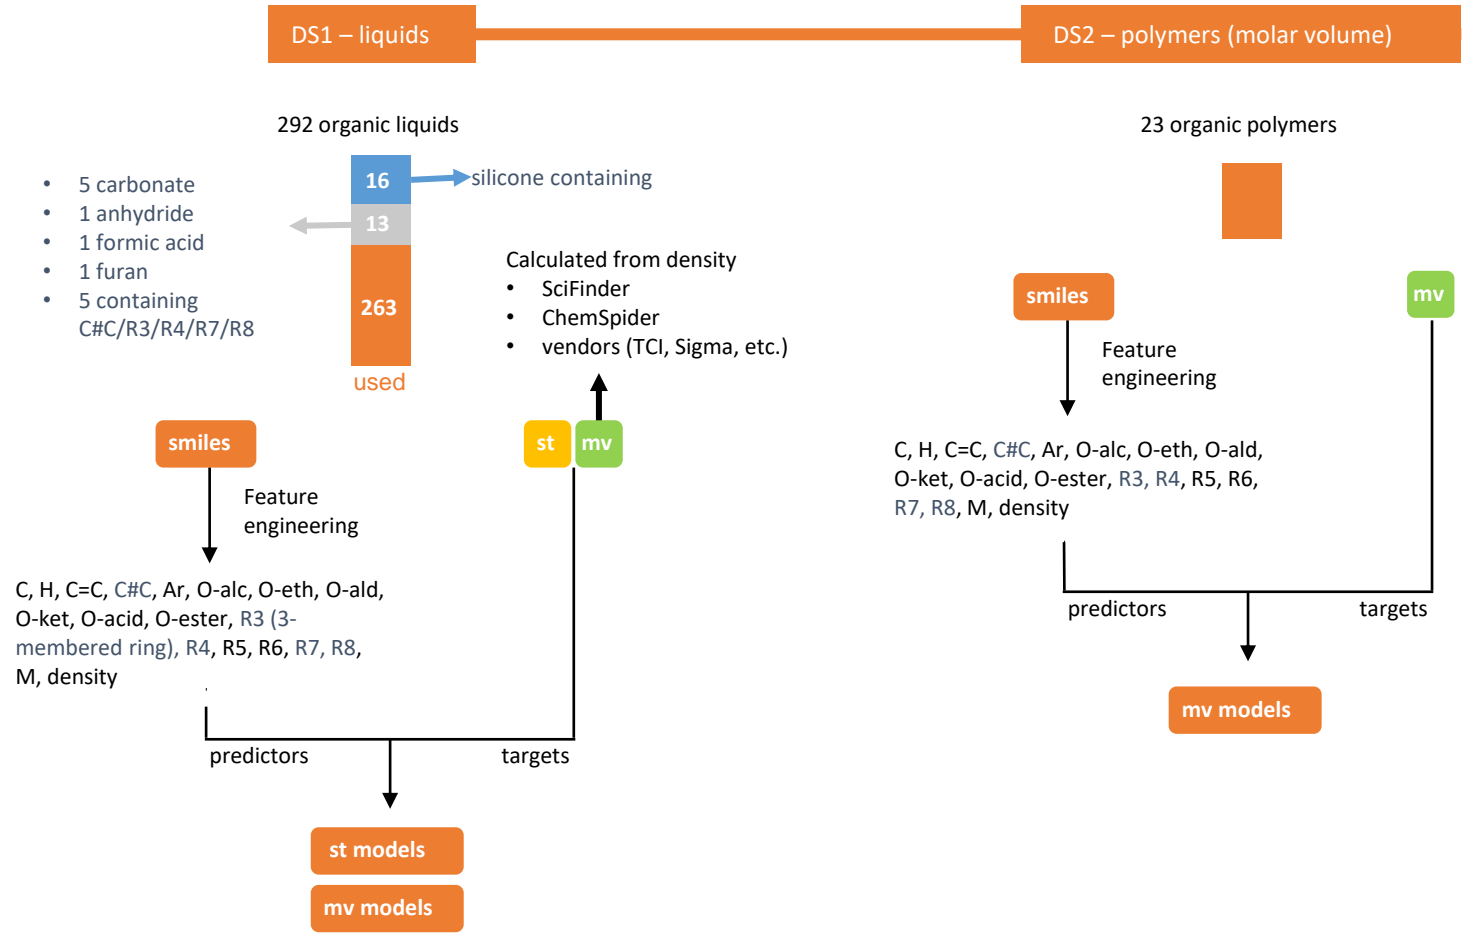 DS1 – liquids
DS2 – polymers (molar volume)
292 organic liquids
16
silicone containing
13
263
used
• 5 carbonate
• 1 anhydride
• 1 formic acid
• 1 furan
• 5 containing
C#C/R3/R4/R7/R8
Calculated from density
• SciFinder
• ChemSpider
• vendors (TCI, Sigma, etc.)
smiles
st
mv
Feature
engineering
C, H, C=C, C#C, Ar, O-alc, O-eth, O-ald,
O-ket, O-acid, O-ester, R3 (3-
membered ring), R4, R5, R6, R7, R8,
M, density
predictors
targets
st models
mv models
23 organic polymers
smiles
mv
Feature
engineering
C, H, C=C, C#C, Ar, O-alc, O-eth, O-ald,
O-ket, O-acid, O-ester, R3, R4, R5, R6,
R7, R8, M, density
predictors
targets
mv models